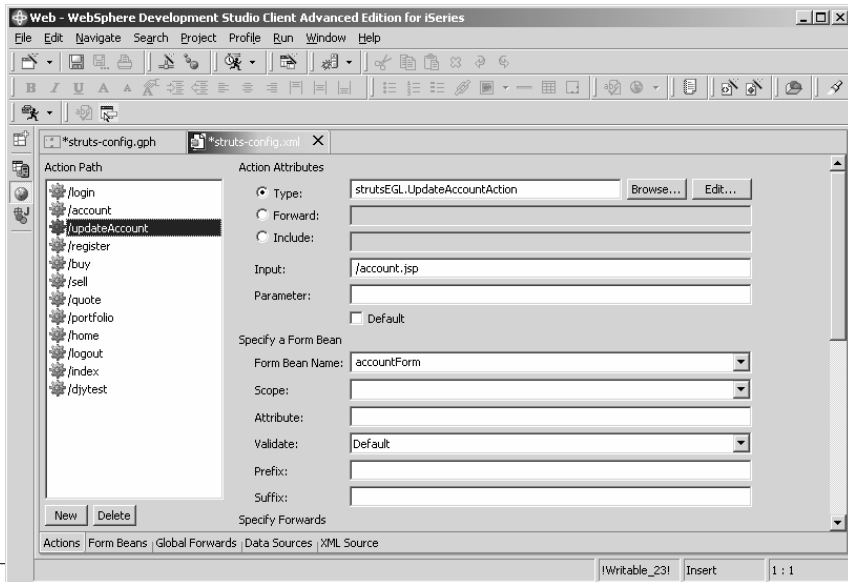 Web - WebSphere Development Studio Client Advanced Edition for iSeries
File Edit Navigate Search Project Profile Run Window Help
B I U A A
*struts-config.gph *struts-config.xml X
Action Path
/login
/account
/updateAccount
/register
/buy
/sell
/quote
/portfolio
/home
/logout
/index
/djytest
New Delete
Action Attributes
Type: strutsEGL.UpdateAccountAction Browse... Edit...
Forward:
Include:
Input: /account.jsp
Parameter:
Default
Specify a Form Bean
Form Bean Name: accountForm
Scope:
Attribute:
Validate: Default
Prefix:
Suffix:
Specify Forwards
Actions Form Beans Global Forwards Data Sources XML Source
!Writable_23! Insert 1 : 1